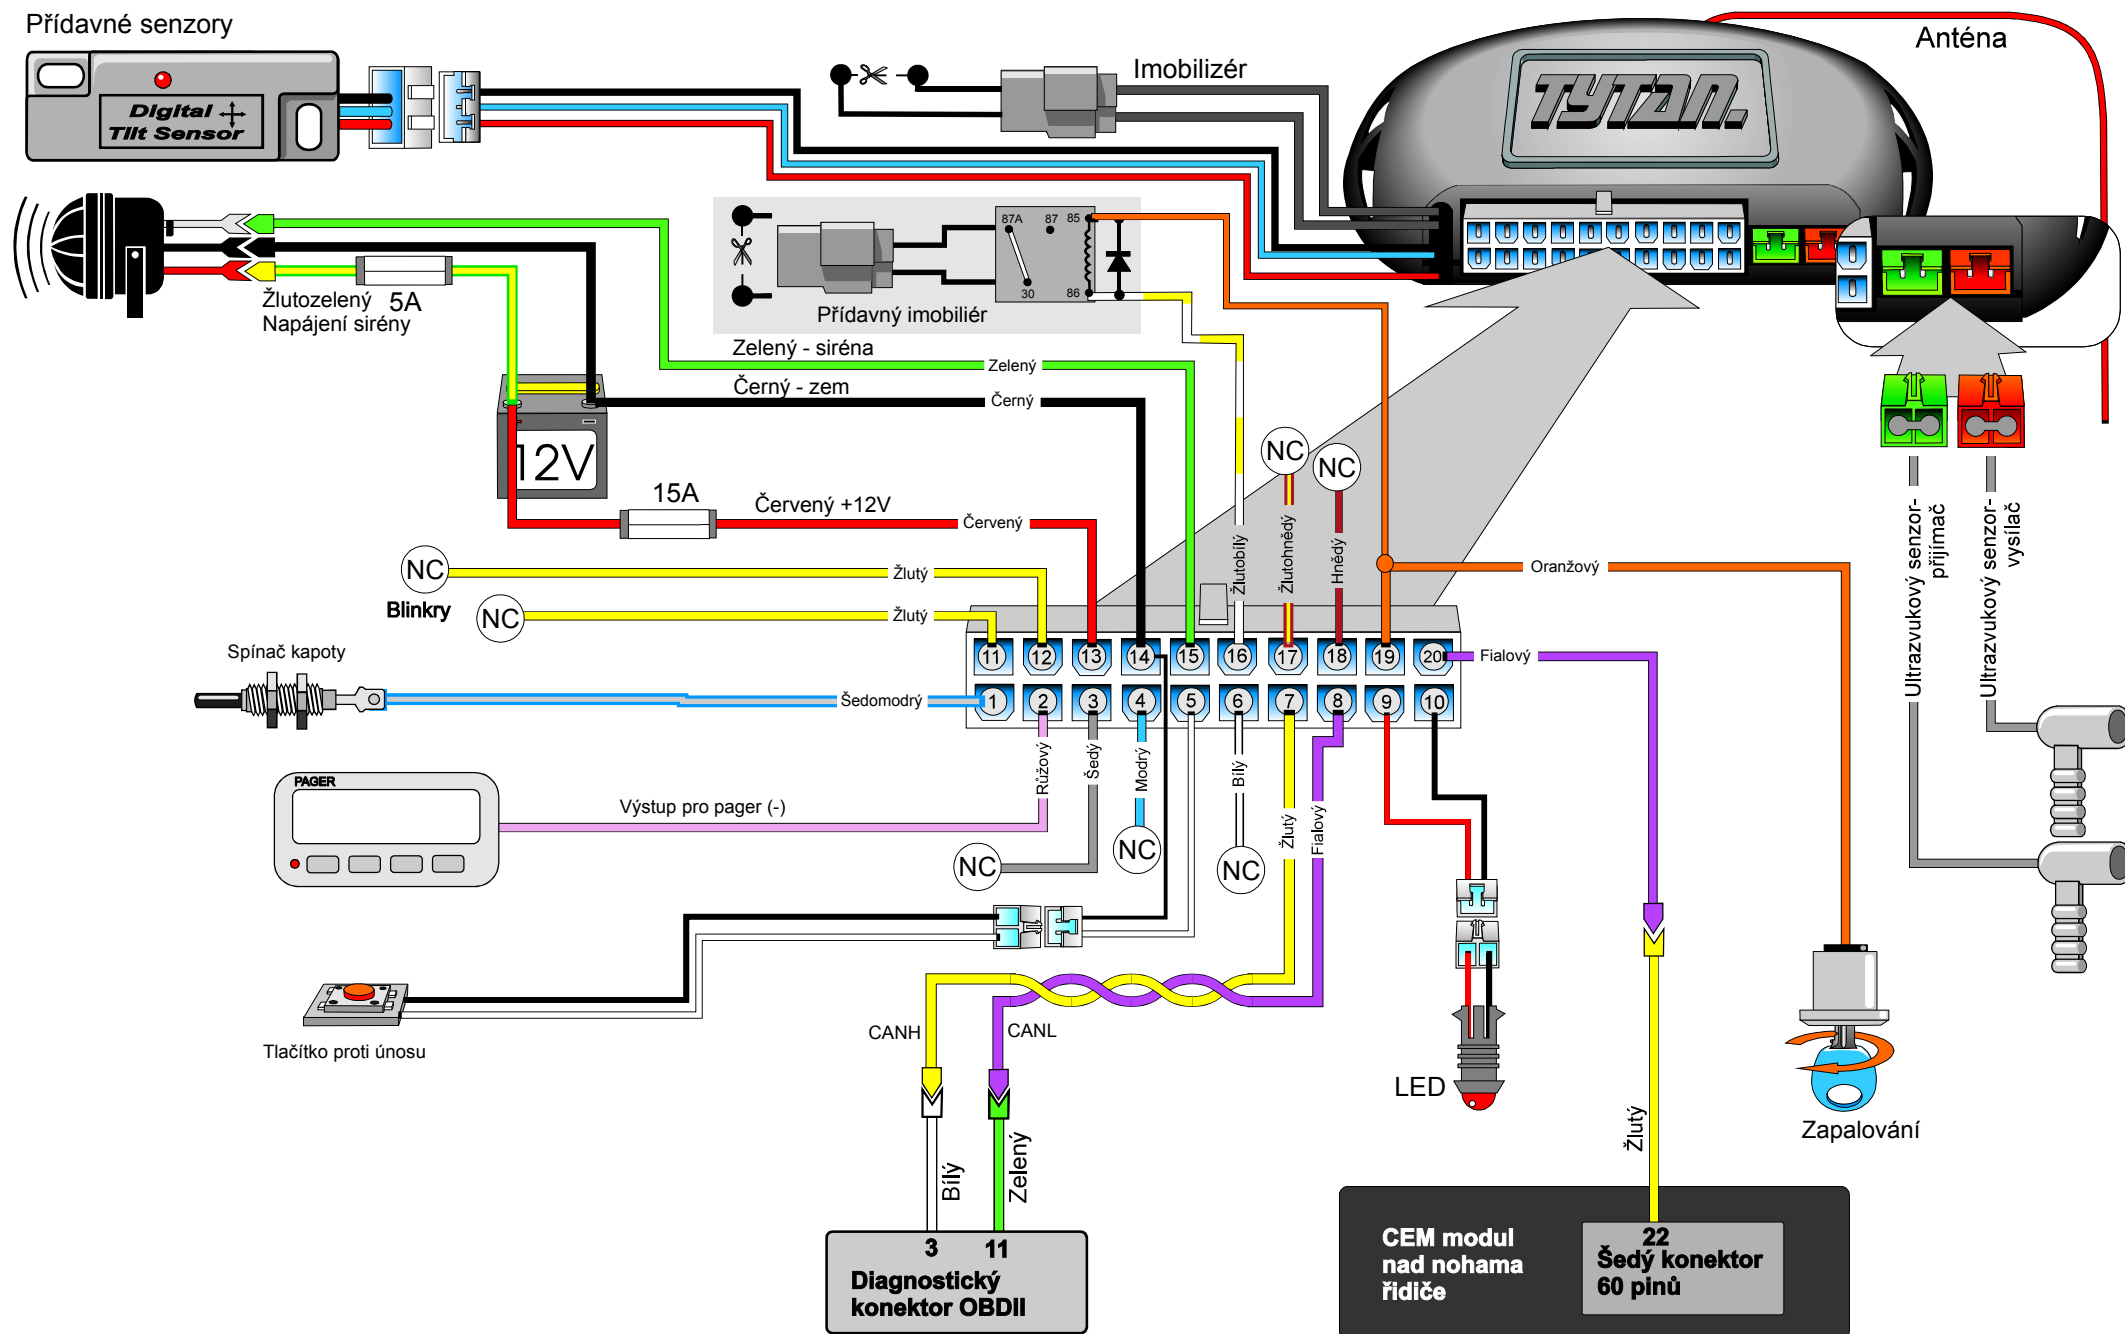 Přídavné senzory
Digital
Tilt Sensor
Imobilizér
Anténa
TYTAN.
87A 87 85
30 86
Přídavný imobiliér
Žlutozelený 5A
Napájení sirény
Zelený - siréna
Zelený
Černý - zem
Černý
12V
15A
Červený +12V
Červený
NC
Žlutý
Blinkry
NC
Žlutý
Žlutobílý
NC
Žlutohnědý
NC
Hnědý
Oranžový
Ultrazvukový senzor-
přijímač
Ultrazvukový senzor-
vysílač
Spínač kapoty
Šedomodrý
11 12 13 14 15 16 17 18 19 20
1 2 3 4 5 6 7 8 9 10
Fialový
PAGER
Výstup pro pager (-)
Růžový
Šedý
Modrý
Bílý
Žlutý
Fialový
NC
NC
NC
Tlačítko proti únosu
CANH
CANL
LED
Zapalování
Bílý
Zelený
Žlutý
3 11
Diagnostický
konektor OBDII
CEM modul
nad nohama
řidiče
22
Šedý konektor
60 pinů